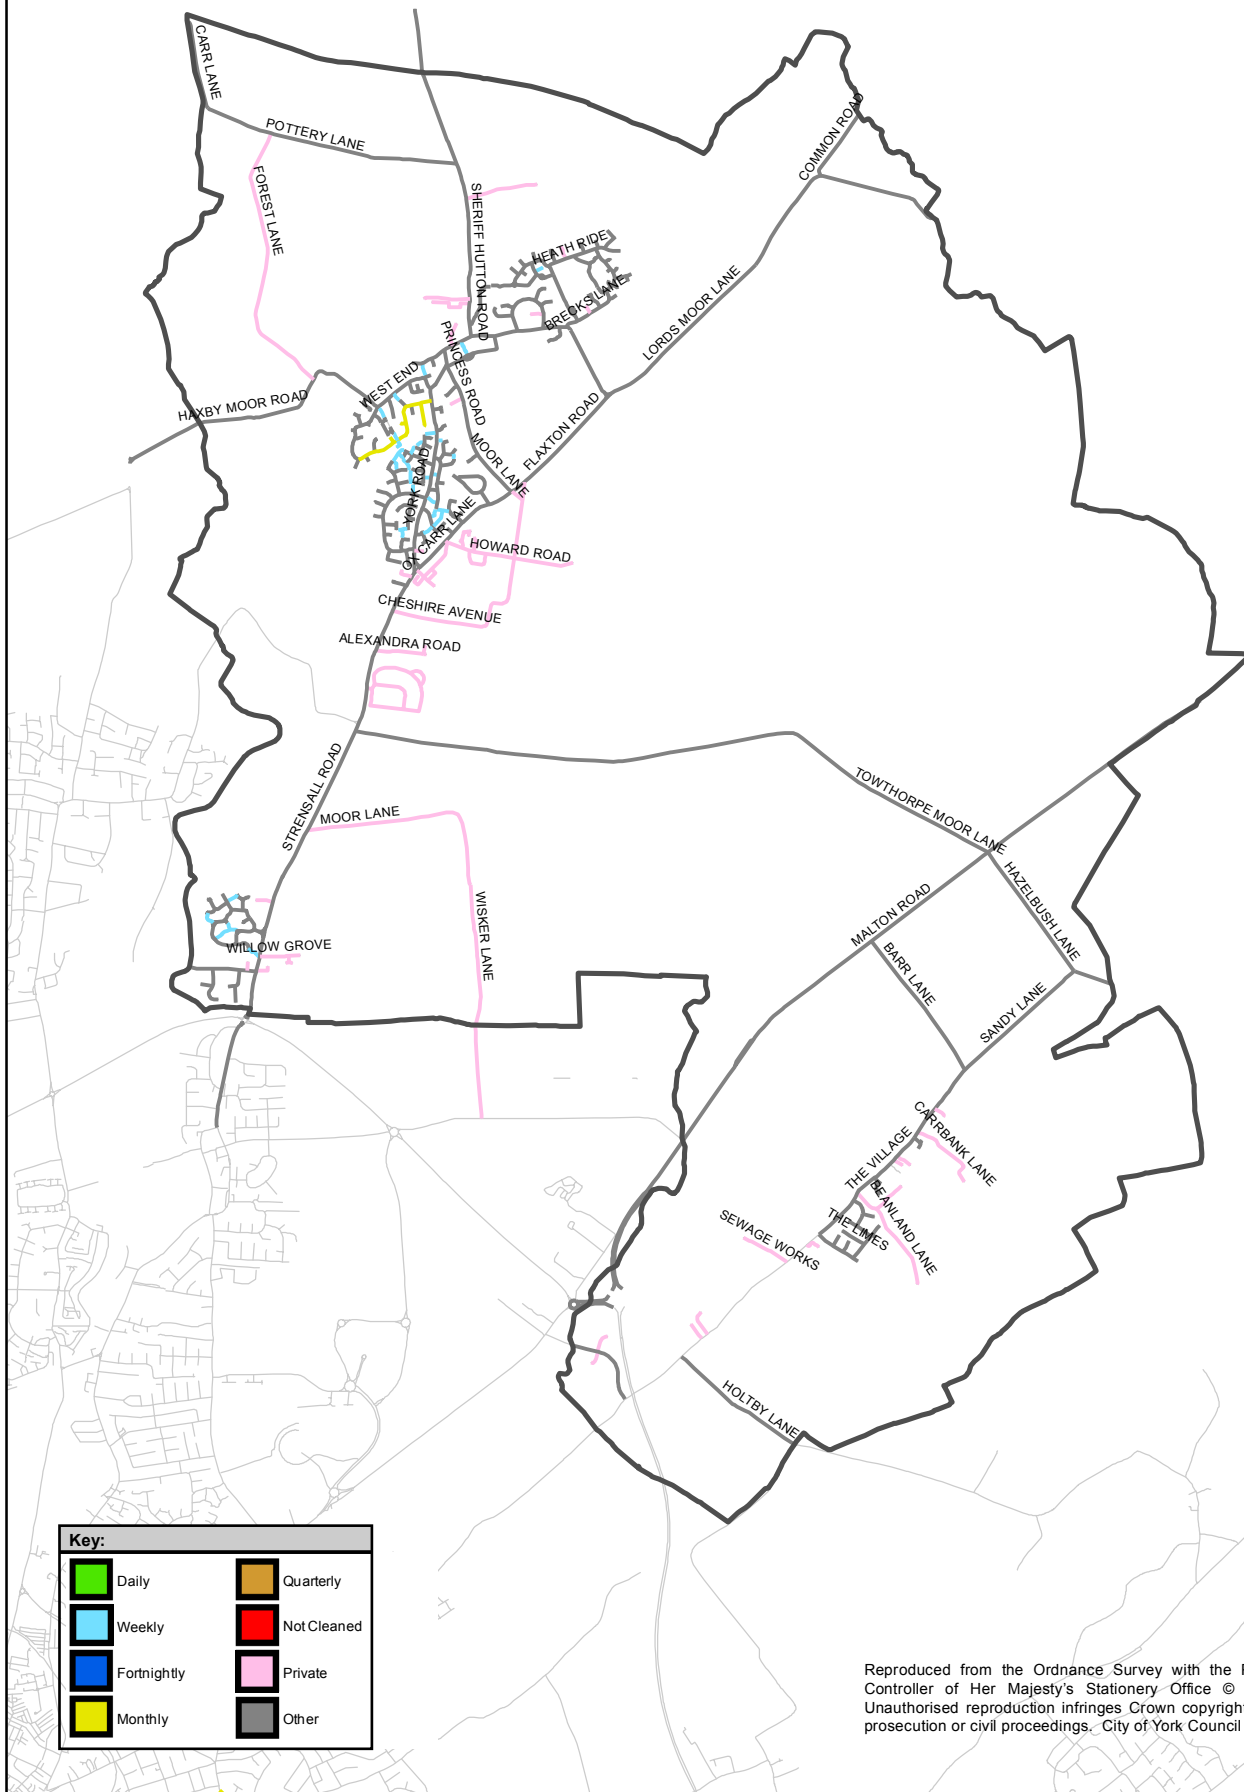 CARR LANE
POTTERY LANE
FOREST LANE
SHERIFF HUTTON ROAD
COMMON ROAD
HEATH RIDE
BRECKS LANE
LORDS MOOR LANE
PRINCESS ROAD
WEST END
HAXBY MOOR ROAD
MOOR LANE
FLAXTON ROAD
YORK ROAD
OX CARR LANE
HOWARD ROAD
CHESHIRE AVENUE
ALEXANDRA ROAD
STRENSALL ROAD
MOOR LANE
TOWTHORPE MOOR LANE
HAZELBUSH LANE
MALTON ROAD
BARR LANE
WISKER LANE
WILLOW GROVE
SANDY LANE
CARRBANK LANE
THE VILLAGE
BEANLAND LANE
THE LIMES
SEWAGE WORKS
HOLTBY LANE
Key:
Daily
Quarterly
Weekly
Not Cleaned
Fortnightly
Private
Monthly
Other
Reproduced from the Ordnance Survey with the
Controller of Her Majesty's Stationery Office ©
Unauthorised reproduction infringes Crown copyright
prosecution or civil proceedings. City of York Council